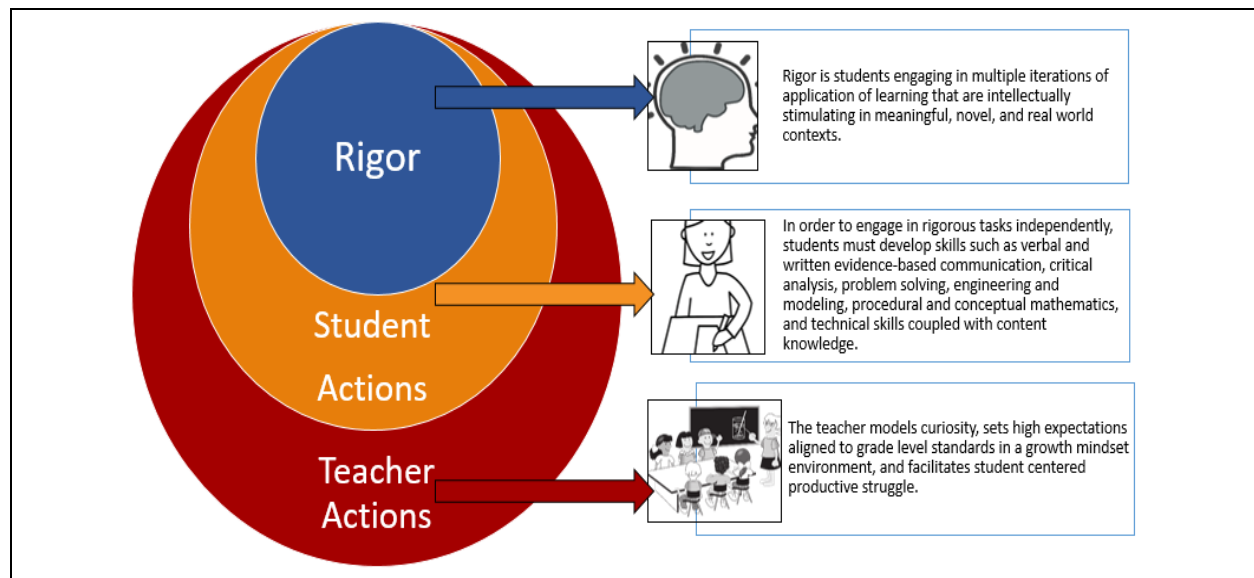 Rigor
Rigor is students engaging in multiple iterations of
application of learning that are intellectually
stimulating in meaningful, novel, and real world
contexts.
Student
Actions
In order to engage in rigorous tasks independently,
students must develop skills such as verbal and
written evidence-based communication, critical
analysis, problem solving, engineering and
modeling, procedural and conceptual mathematics,
and technical skills coupled with content
knowledge.
Teacher
Actions
The teacher models curiosity, sets high expectations
aligned to grade level standards in a growth mindset
environment, and facilitates student centered
productive struggle.